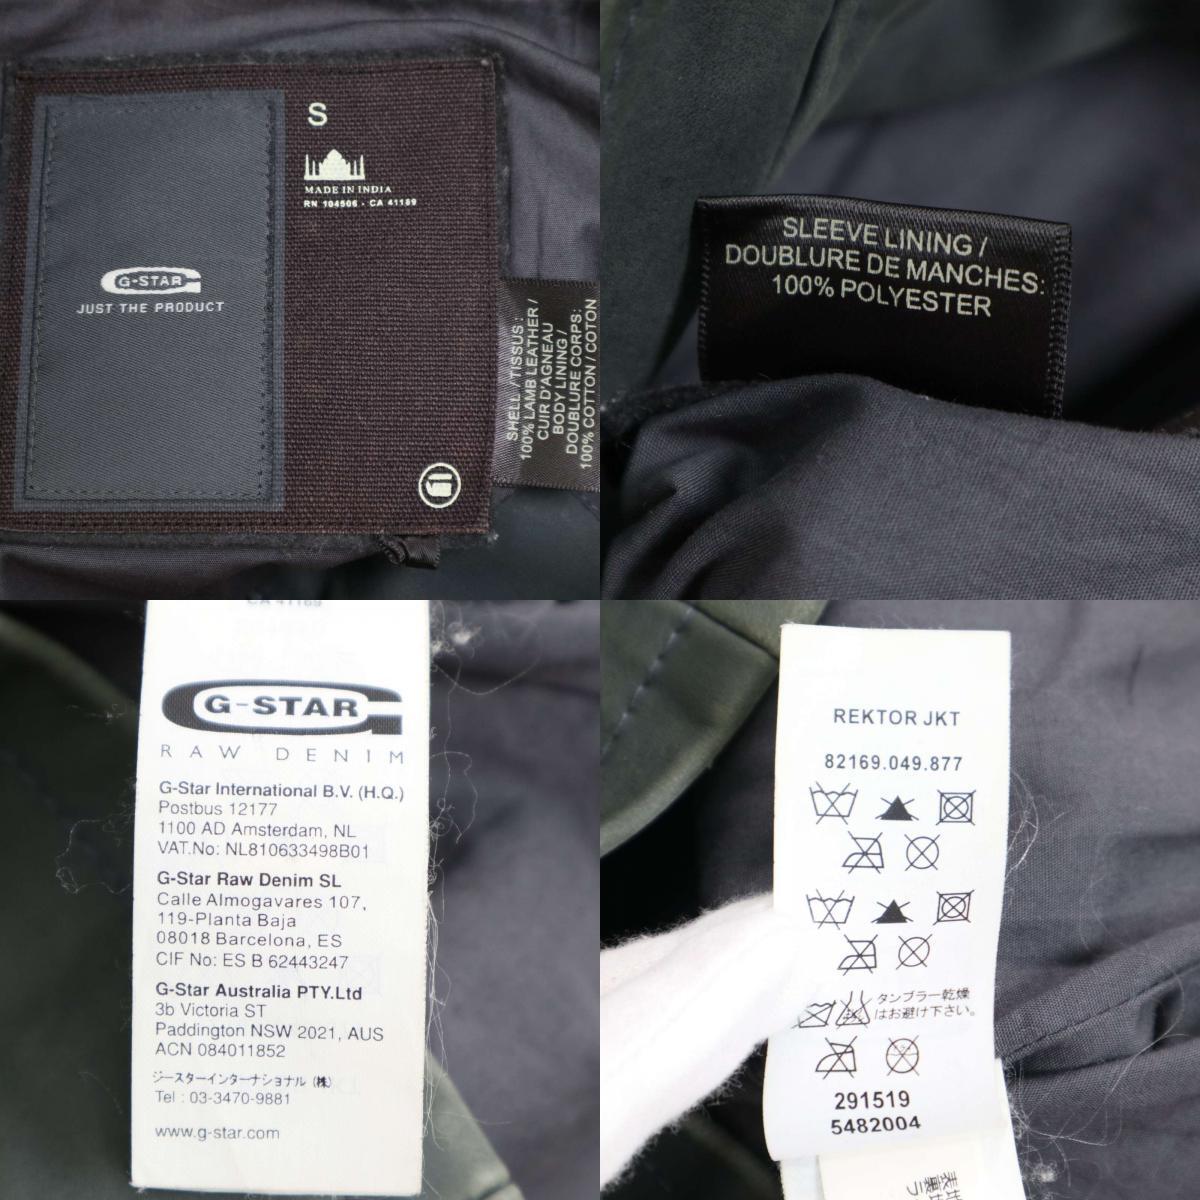 S
MADE IN INDIA
RN 104506 - CA 41189
G-STAR
JUST THE PRODUCT
SHELL / TISSUS :
100% LAMB LEATHER /
CUIR D'AGNEAU
BODY LINING /
DOUBLURE CORPS:
100% COTTON / COTON
SLEEVE LINING /
DOUBLURE DE MANCHES:
100% POLYESTER
CA 41189
G-STAR
RAW DENIM
G-Star International B.V. (H.Q.)
Postbus 12177
1100 AD Amsterdam, NL
VAT.No: NL810633498B01
G-Star Raw Denim SL
Calle Almogavares 107,
119-Planta Baja
08018 Barcelona, ES
CIF No: ES B 62443247
G-Star Australia PTY.Ltd
3b Victoria ST
Paddington NSW 2021, AUS
ACN 084011852
ジースターインターナショナル (株)
Tel : 03-3470-9881
www.g-star.com
REKTOR JKT
82169.049.877
タンブラー乾燥
はお避け下さい。
291519
5482004